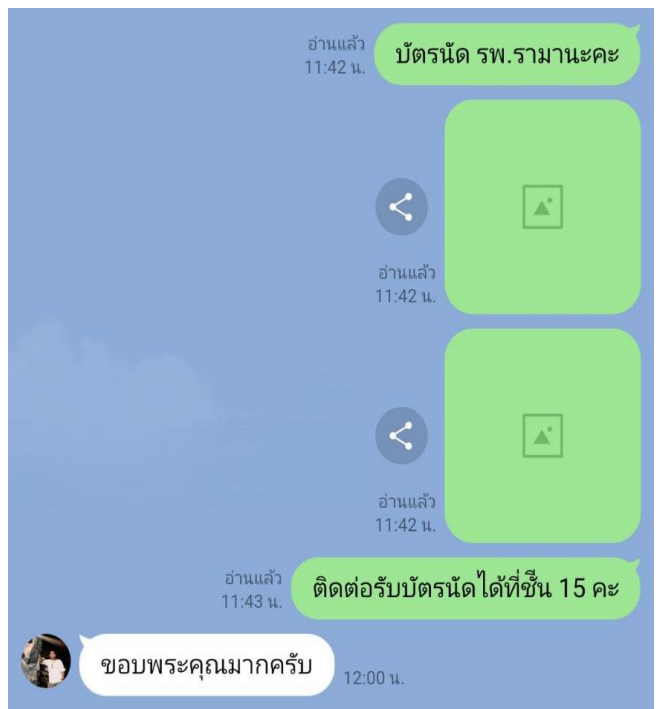 บัตรนัด รพ.รามานะคะ
อ่านแล้ว
11:42 น.
อ่านแล้ว
11:42 น.
อ่านแล้ว
11:42 น.
ติดต่อรับบัตรนัดได้ที่ชั้น 15 คะ
อ่านแล้ว
11:43 น.
ขอบพระคุณมากครับ
12:00 น.